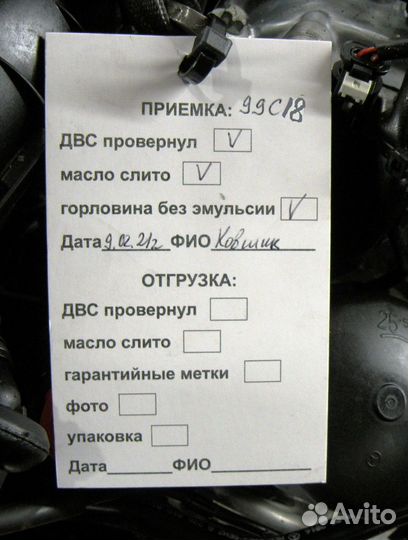 ПРИЕМКА: 99С18
ДВС провернул V
масло слито V
горловина без эмульсии V
Дата 9.02.21г ФИО
ОТГРУЗКА:
ДВС провернул
масло слито
гарантийные метки
фото
упаковка
Дата ФИО
25
Avito